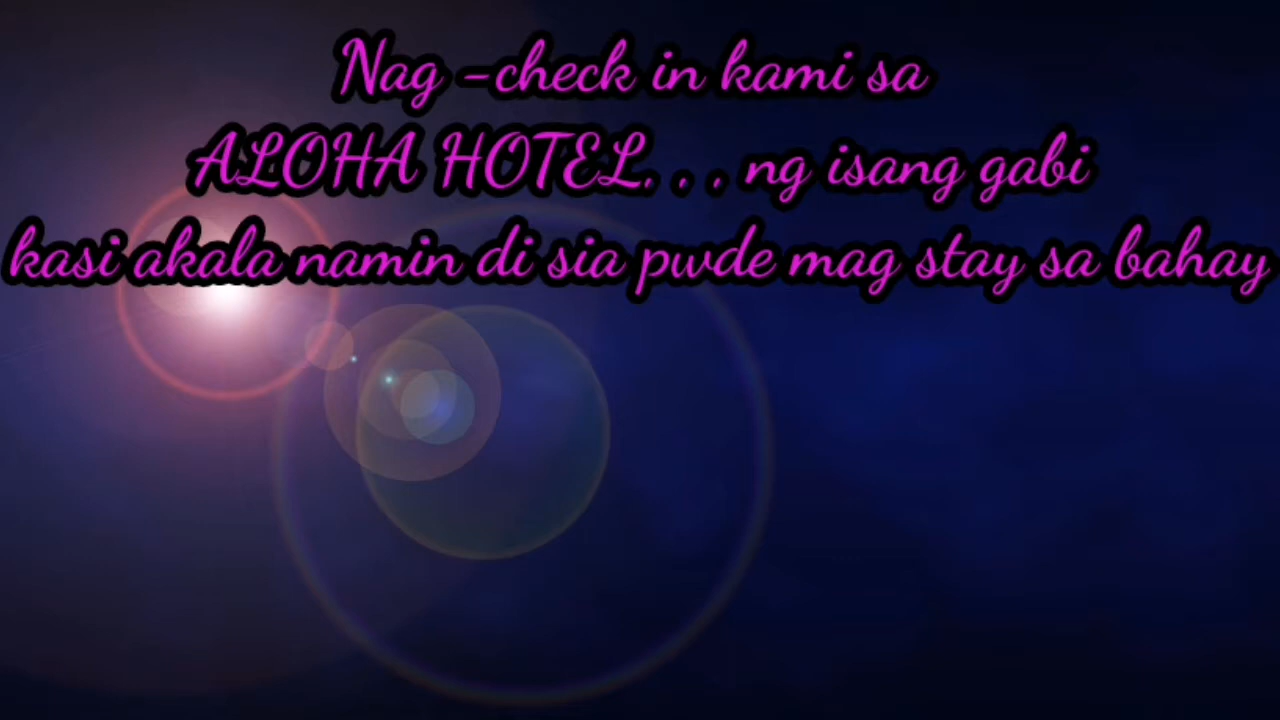 Nag -check in kami sa
ALOHA HOTEL. . . ng isang gabi
kasi akala namin di sia pwde mag stay sa bahay